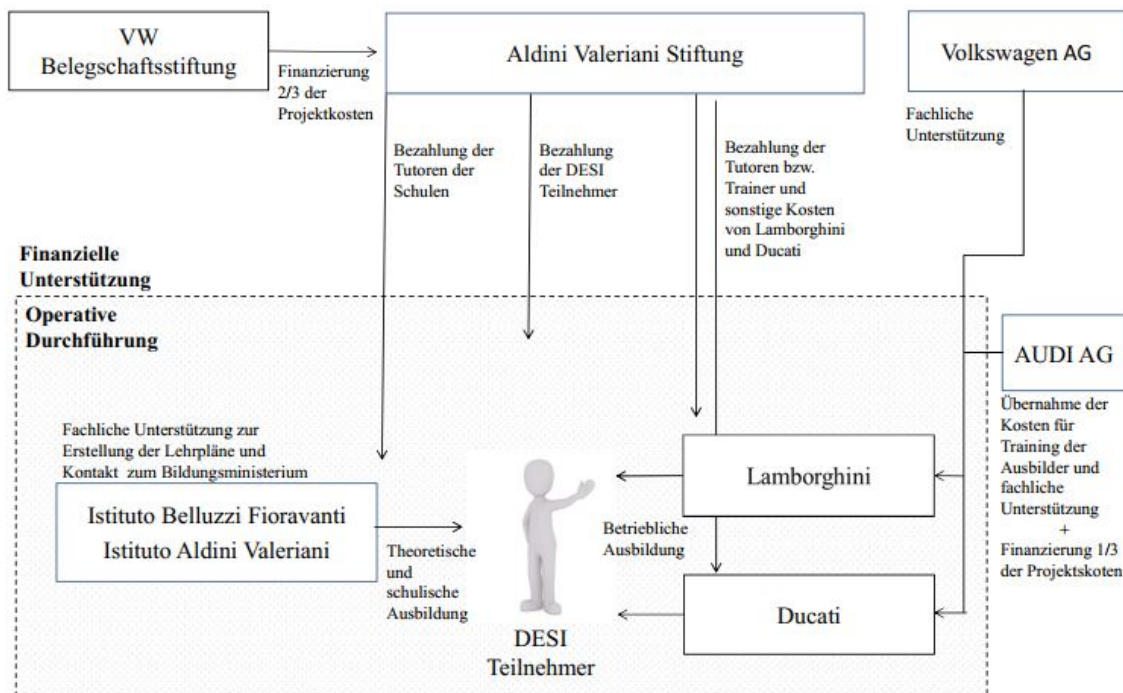 VW
Belegschaftsstiftung
Finanzierung
2/3 der
Projektkosten
Aldini Valeriani Stiftung
Volkswagen AG
Fachliche
Unterstützung
Bezahlung der
Tutoren der
Schulen
Bezahlung
der DESI
Teilnehmer
Bezahlung der
Tutoren bzw.
Trainer und
sonstige Kosten
von Lamborghini
und Ducati
Finanzielle
Unterstützung
Operative
Durchführung
AUDI AG
Übernahme der
Kosten für
Training der
Ausbilder und
fachliche
Unterstützung
+
Finanzierung 1/3
der Projektskoten
Fachliche Unterstützung zur
Erstellung der Lehrpläne und
Kontakt zum Bildungsministerium
Istituto Belluzzi Fioravanti
Istituto Aldini Valeriani
Theoretische
und
schulische
Ausbildung
DESI
Teilnehmer
Betriebliche
Ausbildung
Lamborghini
Ducati